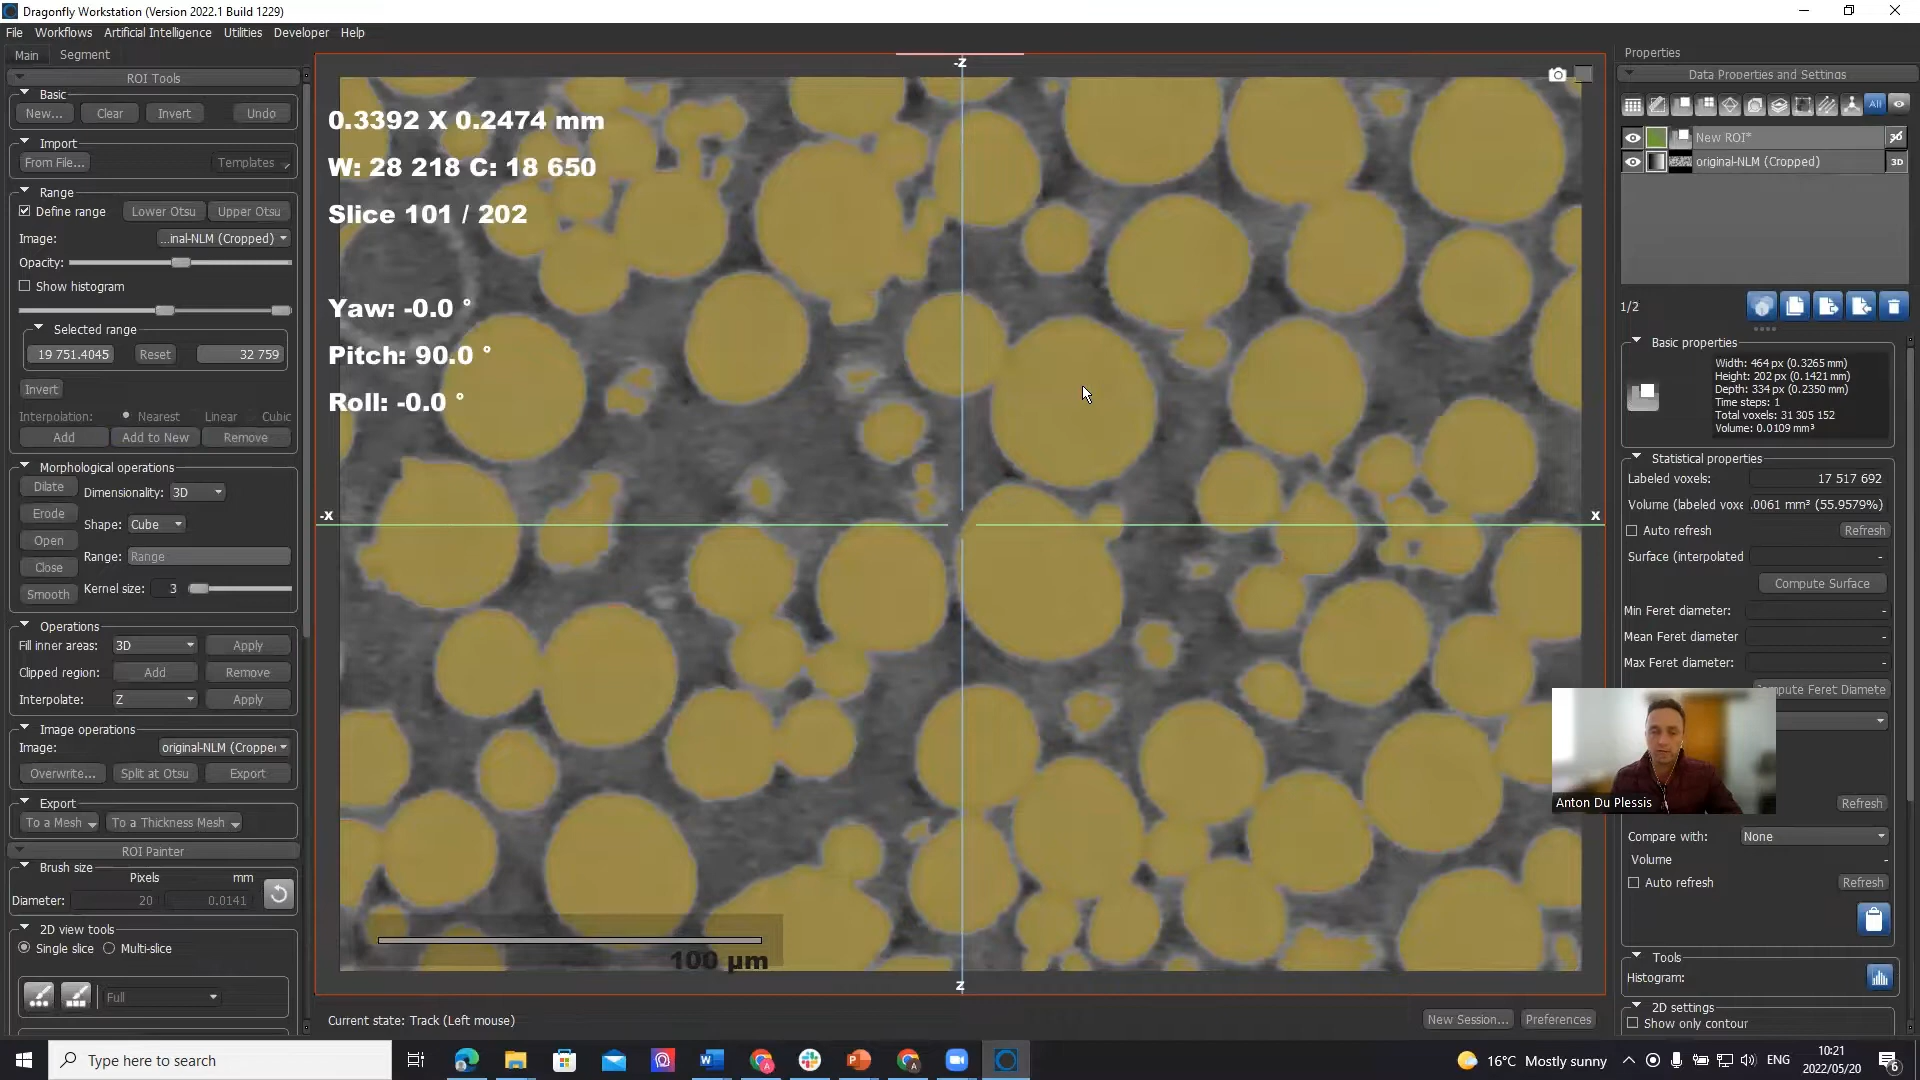 Dragonfly Workstation (Version 2022.1 Build 1229)
File Workflows Artificial Intelligence Utilities Developer Help
Main Segment
ROI Tools
Basic
New... Clear Invert Undo
Import
From File... Templates
Range
Define range Lower Otsu Upper Otsu
Image: ...inal-NLM (Cropped)
Opacity:
Show histogram
Selected range
19 751.4045 Reset 32 759
Invert
Interpolation: Nearest Linear Cubic
Add Add to New Remove
Morphological operations
Dilate Dimensionality: 3D
Erode Shape: Cube
Open
Range: Range
Close
Kernel size: 3
Smooth
Operations
Fill inner areas: 3D Apply
Clipped region: Add Remove
Interpolate: Z Apply
Image operations
Image: original-NLM (Croppe
Overwrite... Split at Otsu Export
Export
To a Mesh To a Thickness Mesh
ROI Painter
Brush size
Pixels mm
Diameter: 20 0.0141
2D view tools
Single slice Multi-slice
Full
-Z
0.3392 X 0.2474 mm
W: 28 218 C: 18 650
Slice 101 / 202
Yaw: -0.0 °
Pitch: 90.0 °
Roll: -0.0 °
-X X
100 µm
Z
Current state: Track (Left mouse)
New Session... Preferences
Properties
Data Properties and Settings
All
New ROI*
original-NLM (Cropped) 3D
1/2
Basic properties
Width: 464 px (0.3265 mm)
Height: 202 px (0.1421 mm)
Depth: 334 px (0.2350 mm)
Time steps: 1
Total voxels: 31 305 152
Volume: 0.0109 mm³
Statistical properties
Labeled voxels: 17 517 692
Volume (labeled voxe .0061 mm³ (55.9579%)
Auto refresh Refresh
Surface (interpolated -
Compute Surface
Min Feret diameter: -
Mean Feret diameter -
Max Feret diameter: -
Compute Feret Diamete
Anton Du Plessis
Refresh
Compare with: None
Volume -
Auto refresh Refresh
Tools
Histogram:
2D settings
Show only contour
Type here to search
16°C Mostly sunny
ENG
10:21
2022/05/20
6